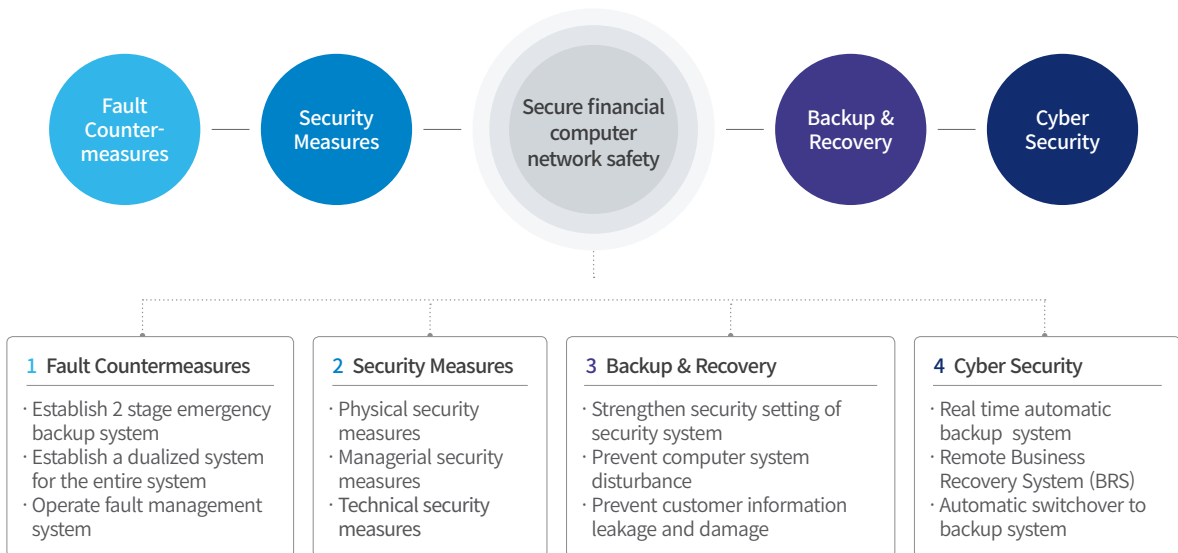 Fault
Counter-
measures
Security
Measures
Secure financial
computer
network safety
Backup &
Recovery
Cyber
Security
1 Fault Countermeasures
· Establish 2 stage emergency
backup system
· Establish a dualized system
for the entire system
· Operate fault management
system
2 Security Measures
· Physical security
measures
· Managerial security
measures
· Technical security
measures
3 Backup & Recovery
· Strengthen security setting of
security system
· Prevent computer system
disturbance
· Prevent customer information
leakage and damage
4 Cyber Security
· Real time automatic
backup system
· Remote Business
Recovery System (BRS)
· Automatic switchover to
backup system